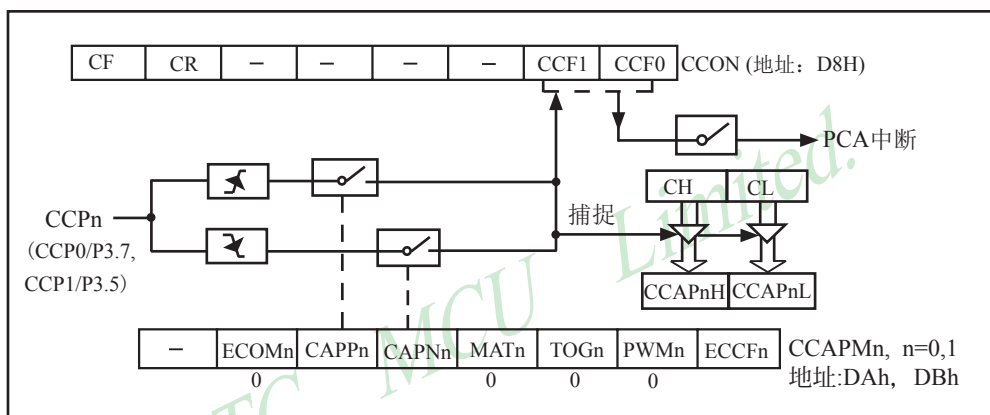 CF CR – – – – CCF1 CCF0 CCON (地址：D8H)
PCA中断
CH CL
CCPn
捕捉
(CCP0/P3.7,
CCP1/P3.5)
CCAPnH CCAPnL
– ECOMn CAPPn CAPNn MATn TOGn PWMn ECCFn CCAPMn, n=0,1
0 0 0 0 地址:DAh, DBh
MCU Limited.